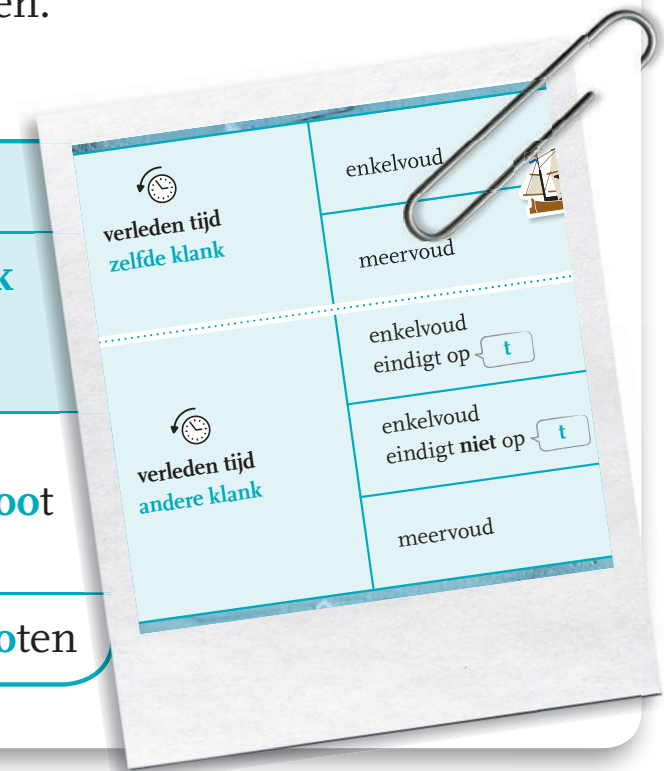 en.
k
oot
oten
verleden tijd
zelfde klank
enkelvoud
meervoud
verleden tijd
andere klank
enkelvoud
eindigt op t
enkelvoud
eindigt niet op t
meervoud